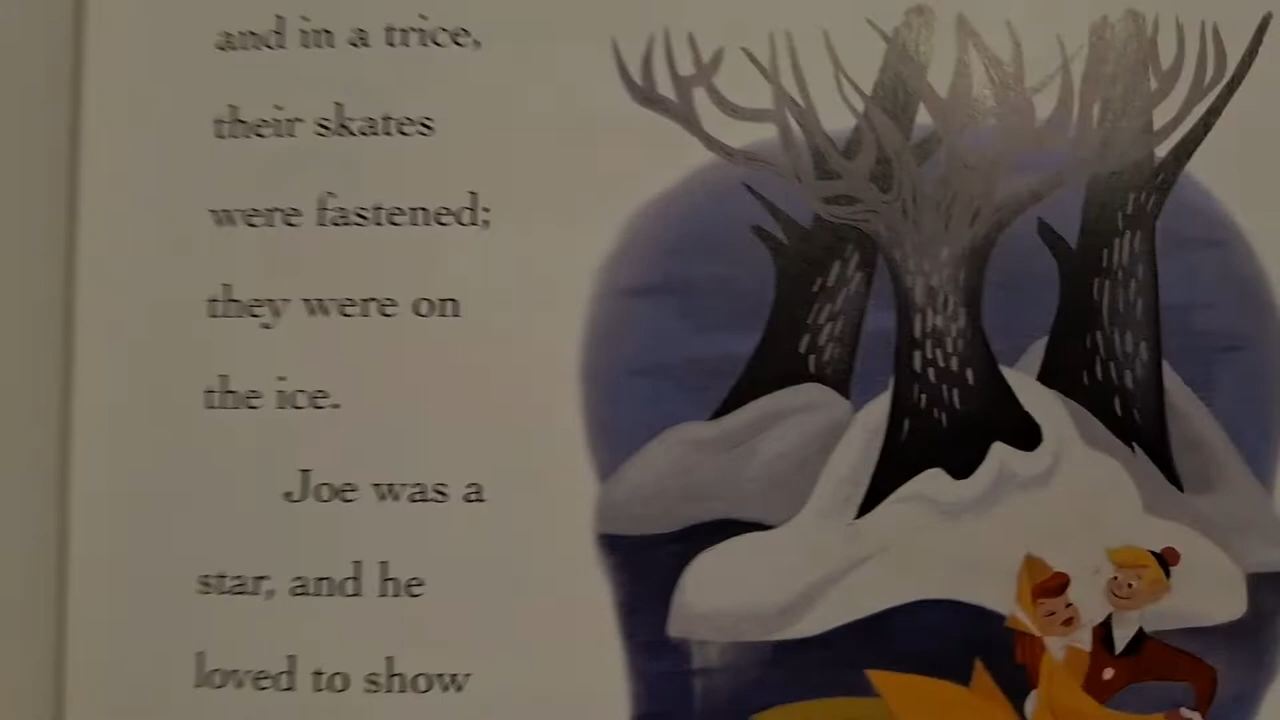 and in a trice,
their skates
were fastened;
they were on
the ice.
Joe was a
star, and he
loved to show